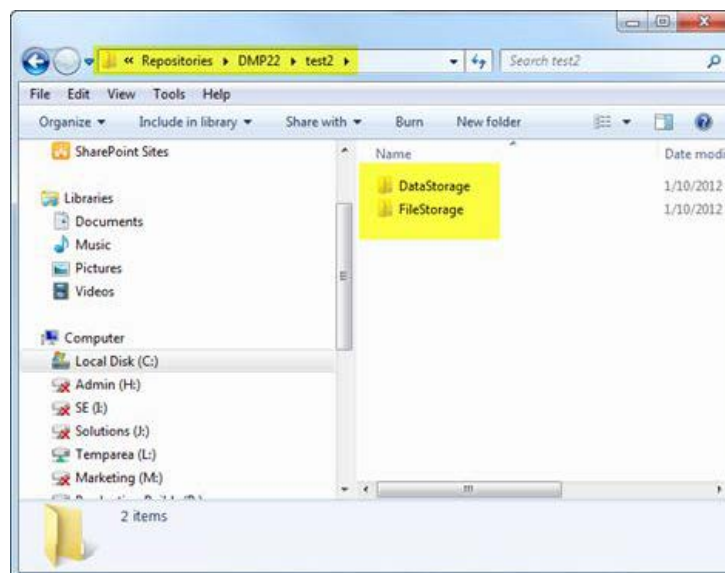 « Repositories ▸ DMP22 ▸ test2 ▸ Search test2
File Edit View Tools Help
Organize ▾ Include in library ▾ Share with ▾ Burn New folder
SharePoint Sites
Libraries
Documents
Music
Pictures
Videos
Computer
Local Disk (C:)
Admin (H:)
SE (I:)
Solutions (J:)
Temparea (L:)
Marketing (M:)
Name Date modi
DataStorage 1/10/2012
FileStorage 1/10/2012
2 items